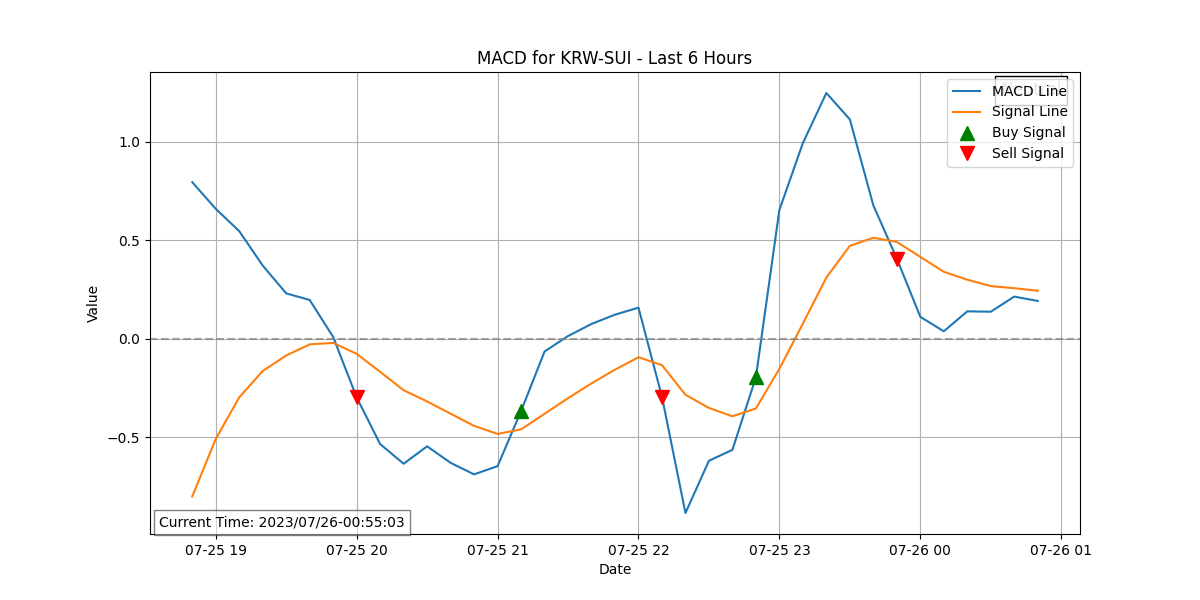 MACD for KRW-SUI - Last 6 Hours
MACD Line
Signal Line
Buy Signal
Sell Signal
1.0
0.5
0.0
−0.5
Value
Current Time: 2023/07/26-00:55:03
07-25 19
07-25 20
07-25 21
07-25 22
07-25 23
07-26 00
07-26 01
Date